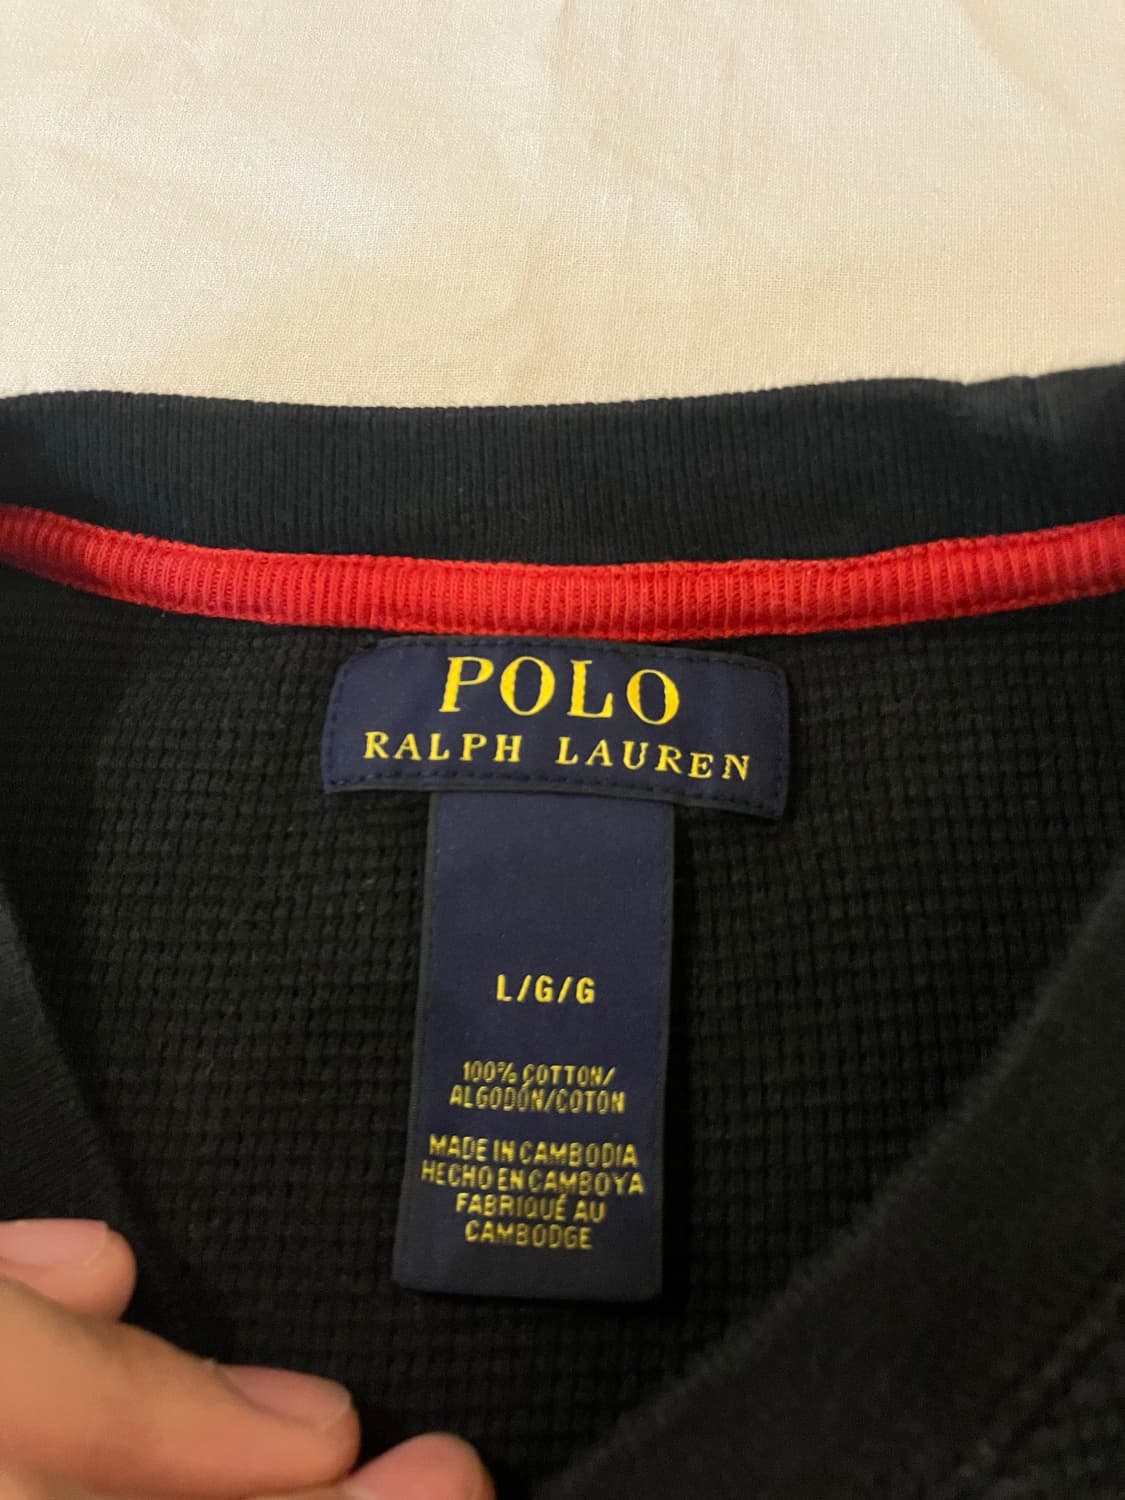 POLO
RALPH LAUREN
L/G/G
100% COTTON/
ALGODÓN/COTON
MADE IN CAMBODIA
HECHO EN CAMBOYA
FABRIQUÉ AU
CAMBODGE